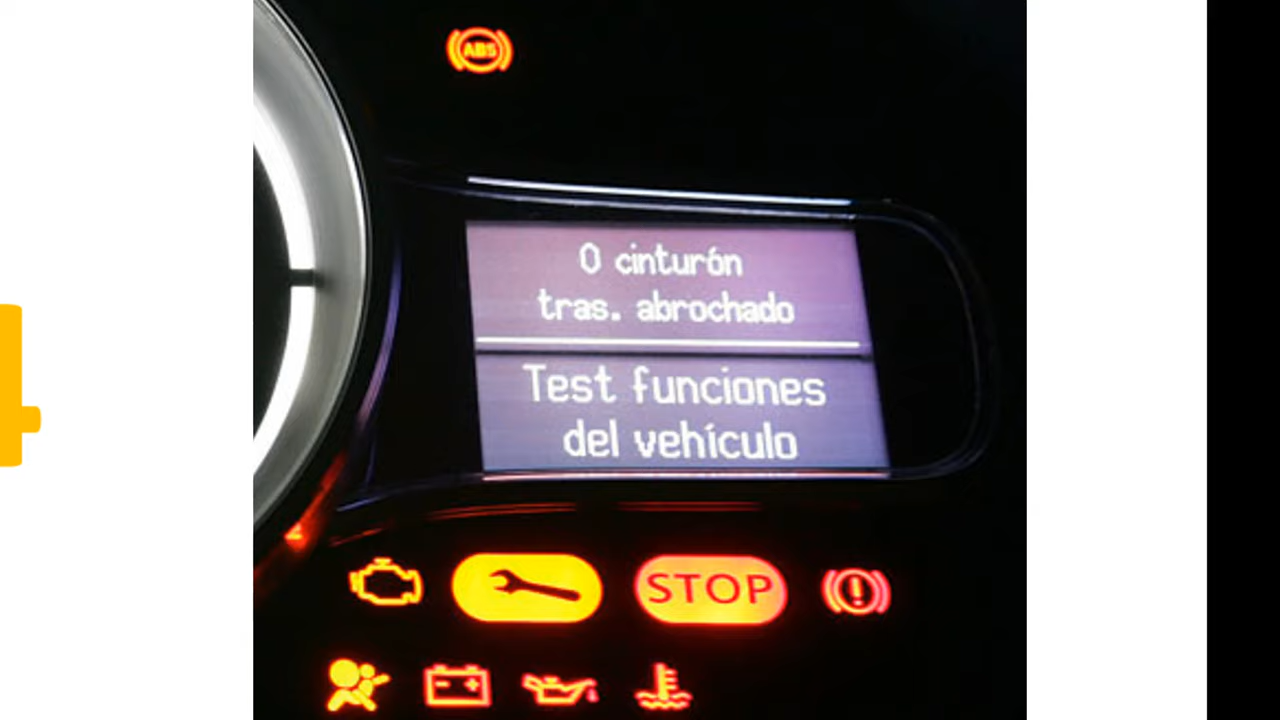 ABS
0 cinturón
tras. abrochado
Test funciones
del vehículo
STOP